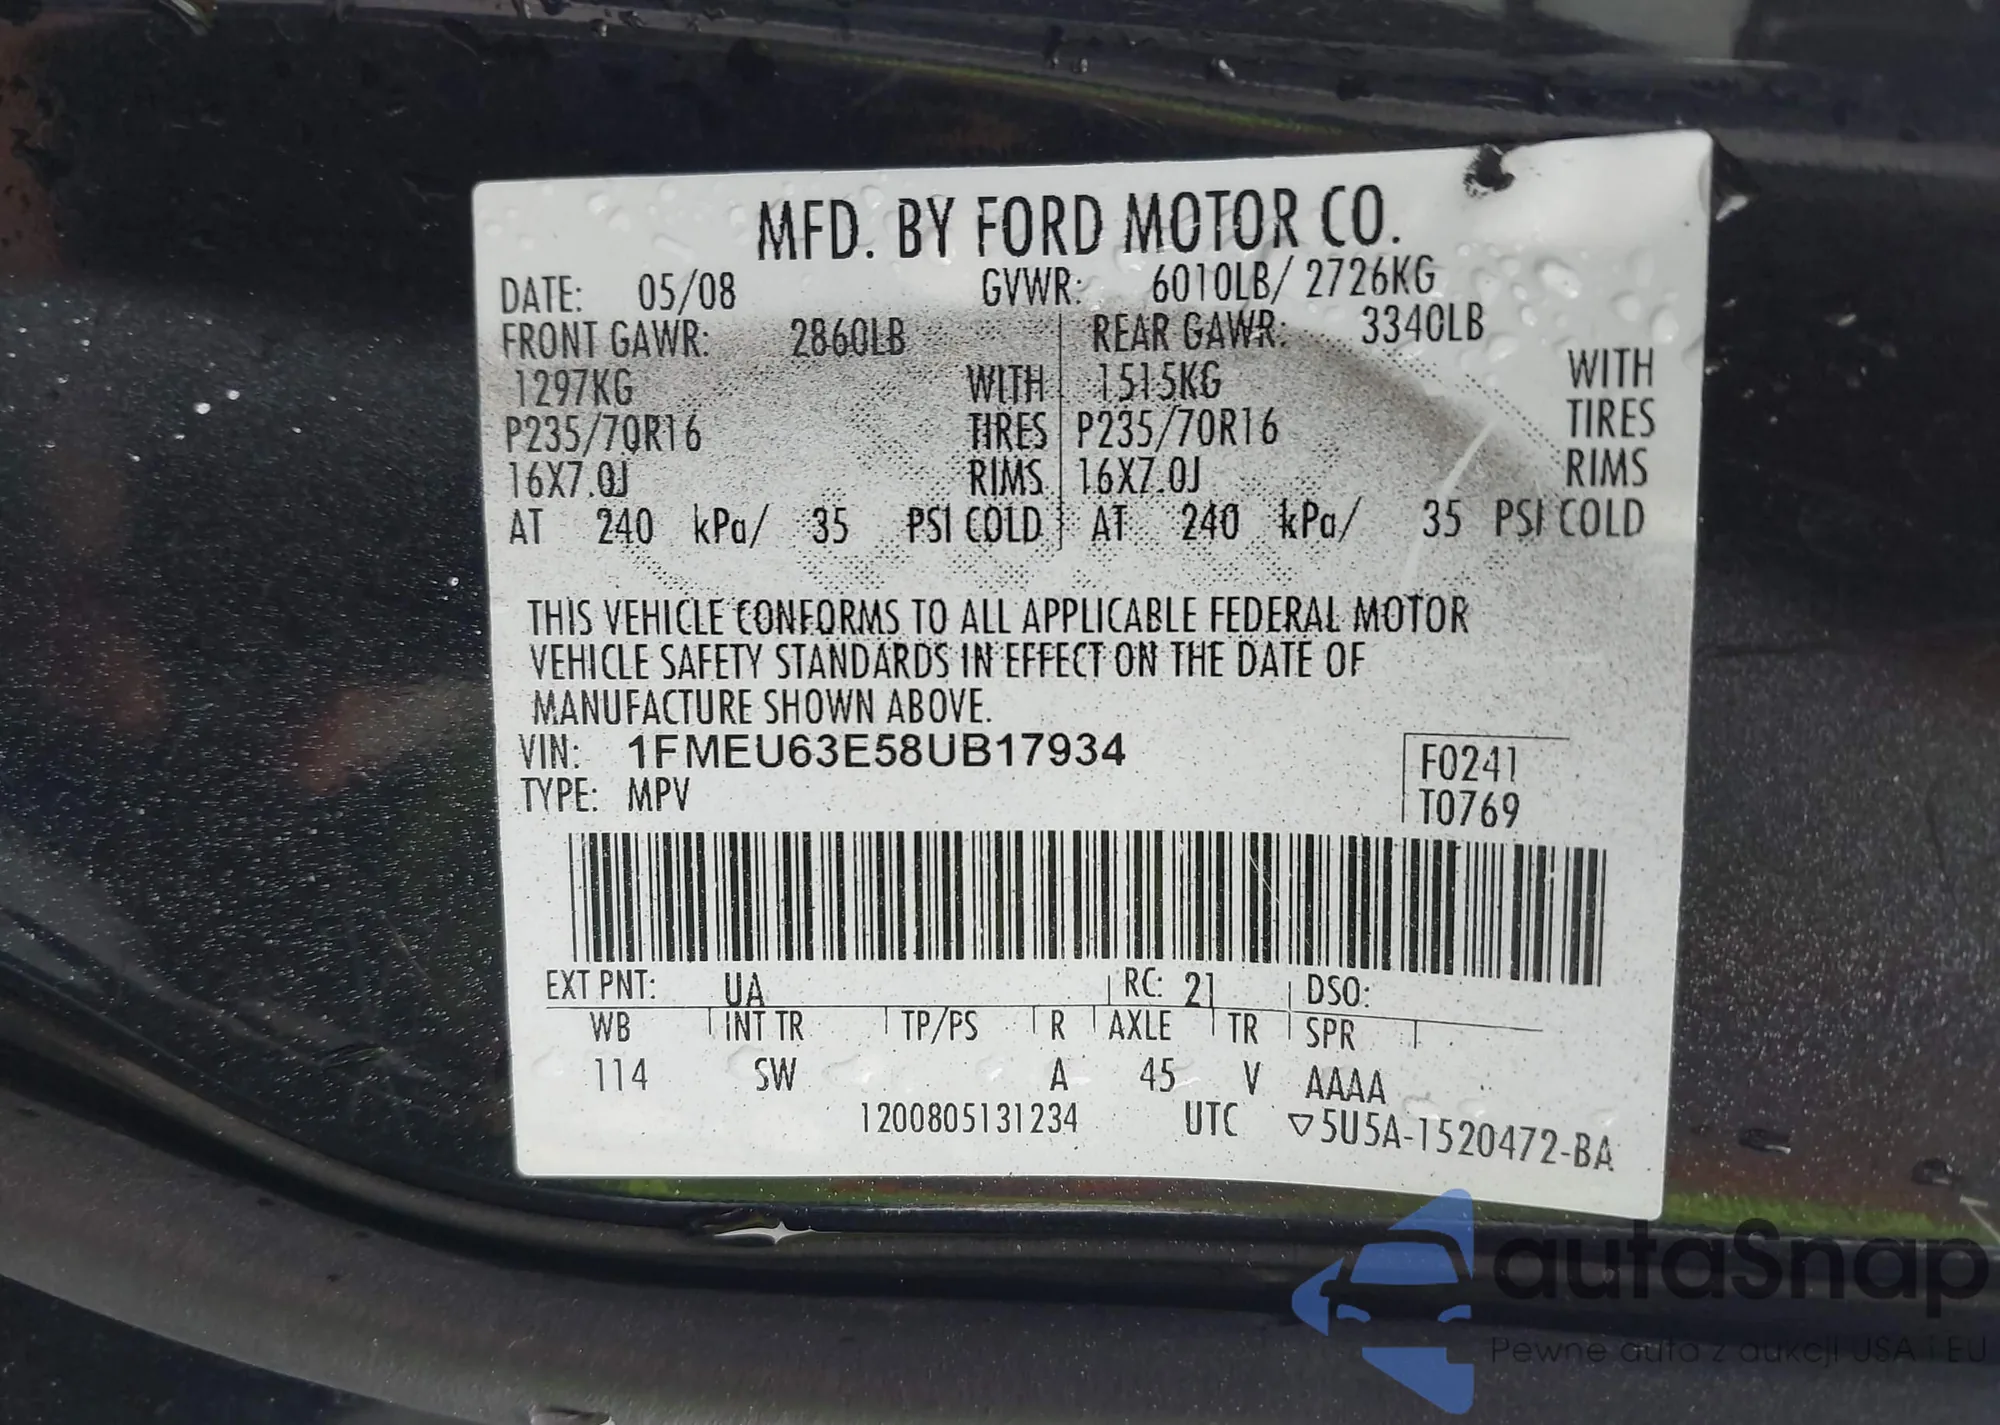 MFD. BY FORD MOTOR CO.
DATE: 05/08 GVWR: 6010LB/ 2726KG
FRONT GAWR: 2860LB REAR GAWR: 3340LB
1297KG WITH 1515KG WITH
P235/70R16 TIRES P235/70R16 TIRES
16X7.0J RIMS 16X7.0J RIMS
AT 240 kPa/ 35 PSI COLD AT 240 kPa/ 35 PSI COLD
THIS VEHICLE CONFORMS TO ALL APPLICABLE FEDERAL MOTOR
VEHICLE SAFETY STANDARDS IN EFFECT ON THE DATE OF
MANUFACTURE SHOWN ABOVE.
VIN: 1FMEU63E58UB17934 F0241
TYPE: MPV T0769
EXT PNT: UA RC: 21 DSO:
WB INT TR TP/PS R AXLE TR SPR
114 SW A 45 V AAAA
1200805131234 UTC ▽5U5A-1520472-BA
autaSnap
Pewne auta z aukcji USA i EU